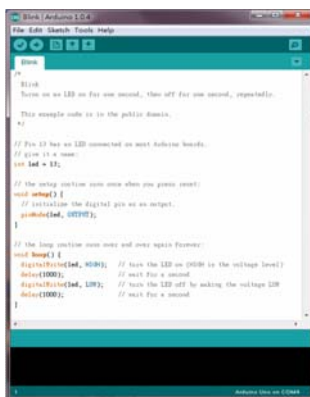 Blink | Arduino 1.0.4
File Edit Sketch Tools Help
Blink
/*
Blink
Turns on an LED on for one second, then off for one second, repeatedly.
This example code is in the public domain.
*/
// Pin 13 has an LED connected on most Arduino boards.
// give it a name:
int led = 13;
// the setup routine runs once when you press reset:
void setup() {
// initialize the digital pin as an output.
pinMode(led, OUTPUT);
}
// the loop routine runs over and over again forever:
void loop() {
digitalWrite(led, HIGH); // turn the LED on (HIGH is the voltage level)
delay(1000); // wait for a second
digitalWrite(led, LOW); // turn the LED off by making the voltage LOW
delay(1000); // wait for a second
}
1 Arduino Uno on COM4